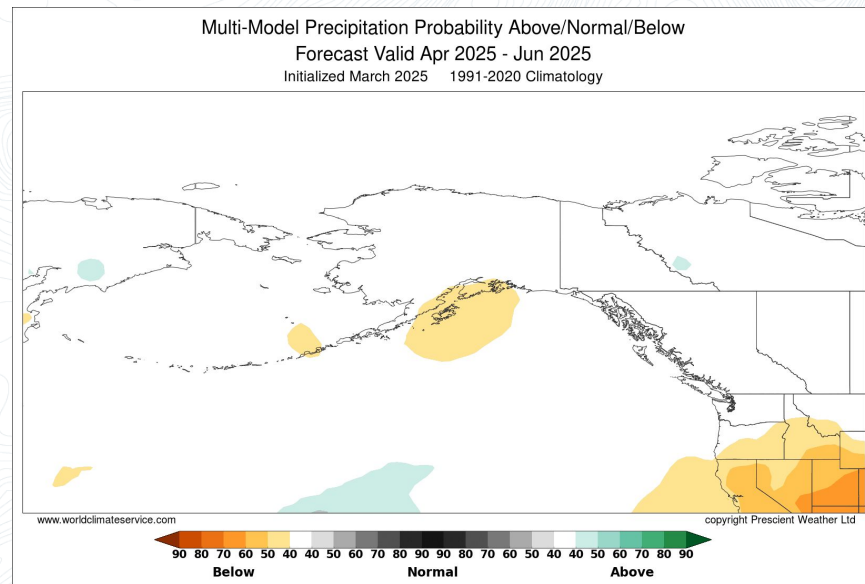 Multi-Model Precipitation Probability Above/Normal/Below
Forecast Valid Apr 2025 - Jun 2025
Initialized March 2025 1991-2020 Climatology
www.worldclimateservice.com copyright Prescient Weather Ltd
90 80 70 60 50 40 40 50 60 70 80 90 90 80 70 60 50 40 40 50 60 70 80 90
Below Normal Above